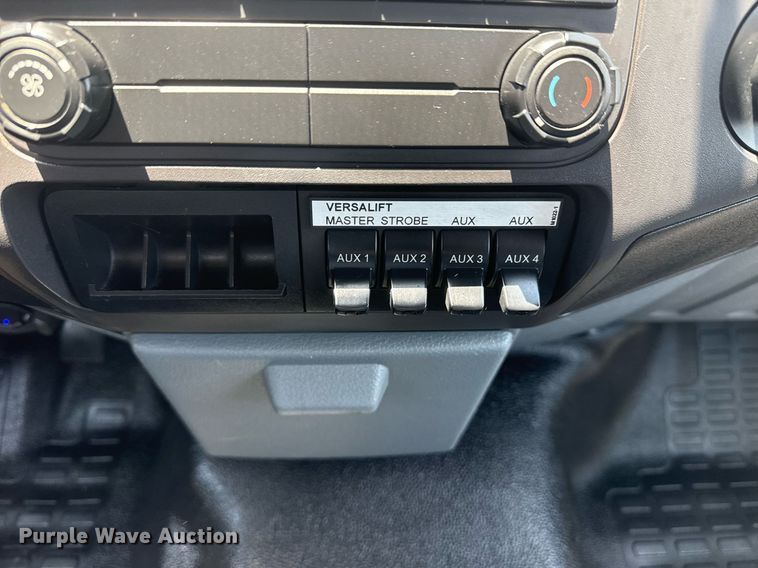 VERSALIFT
MASTER STROBE AUX AUX
AUX 1 AUX 2 AUX 3 AUX 4
Purple Wave Auction